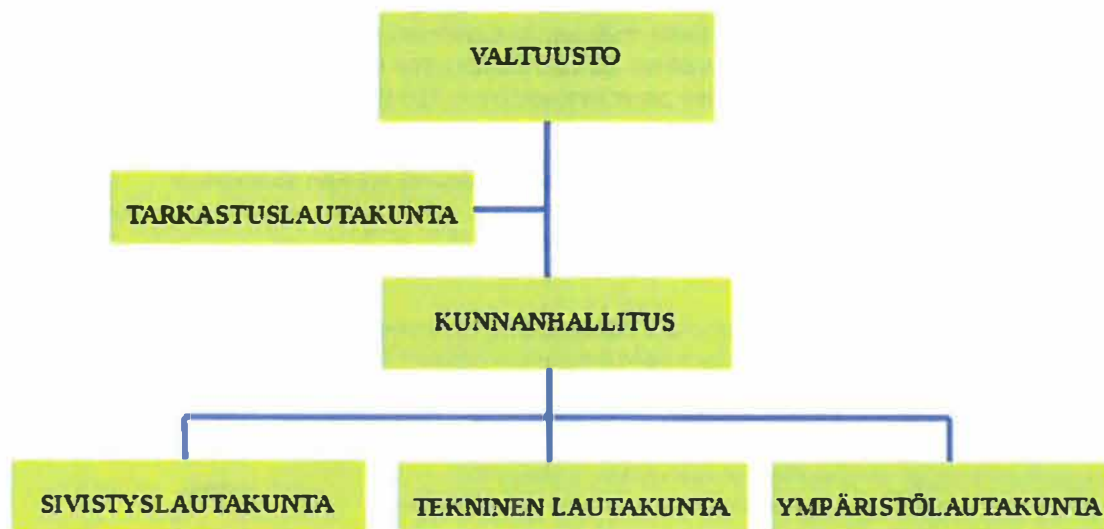 VALTUUSTO
TARKASTUSLAUTAKUNTA
KUNNANHALLITUS
SIVISTYSLAUTAKUNTA
TEKNINEN LAUTAKUNTA
YMPÄRISTÖLAUTAKUNTA